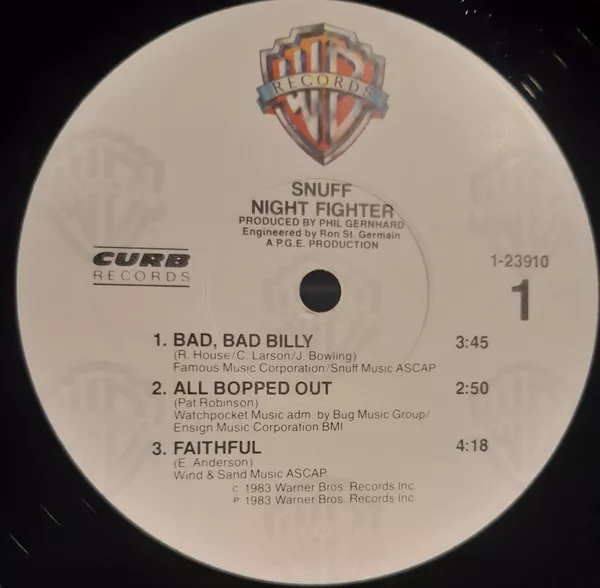 WB
RECORDS
SNUFF
NIGHT FIGHTER
PRODUCED BY PHIL GERNHARD
Engineered by Ron St. Germain
A P.G.E. PRODUCTION
CURB
RECORDS
1-23910
1
1. BAD, BAD BILLY 3:45
(R. House/C. Larson/J. Bowling)
Famous Music Corporation/Snuff Music ASCAP
2. ALL BOPPED OUT 2:50
(Pat Robinson)
Watchpocket Music adm. by Bug Music Group/
Ensign Music Corporation BMI
3. FAITHFUL 4:18
(E. Anderson)
Wind & Sand Music ASCAP
C 1983 Warner Bros. Records Inc.
P 1983 Warner Bros. Records Inc.